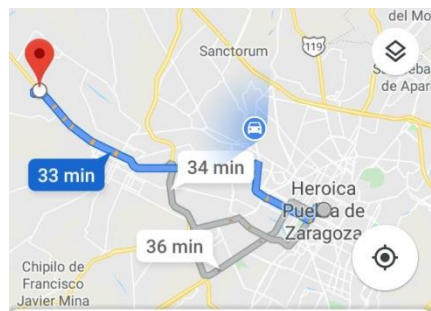 del Mo
Sanctorum
119
de Apar
34 min
33 min
Heroica
Puebla de
Zaragoza
36 min
Chipilo de
Francisco
Javier Mina